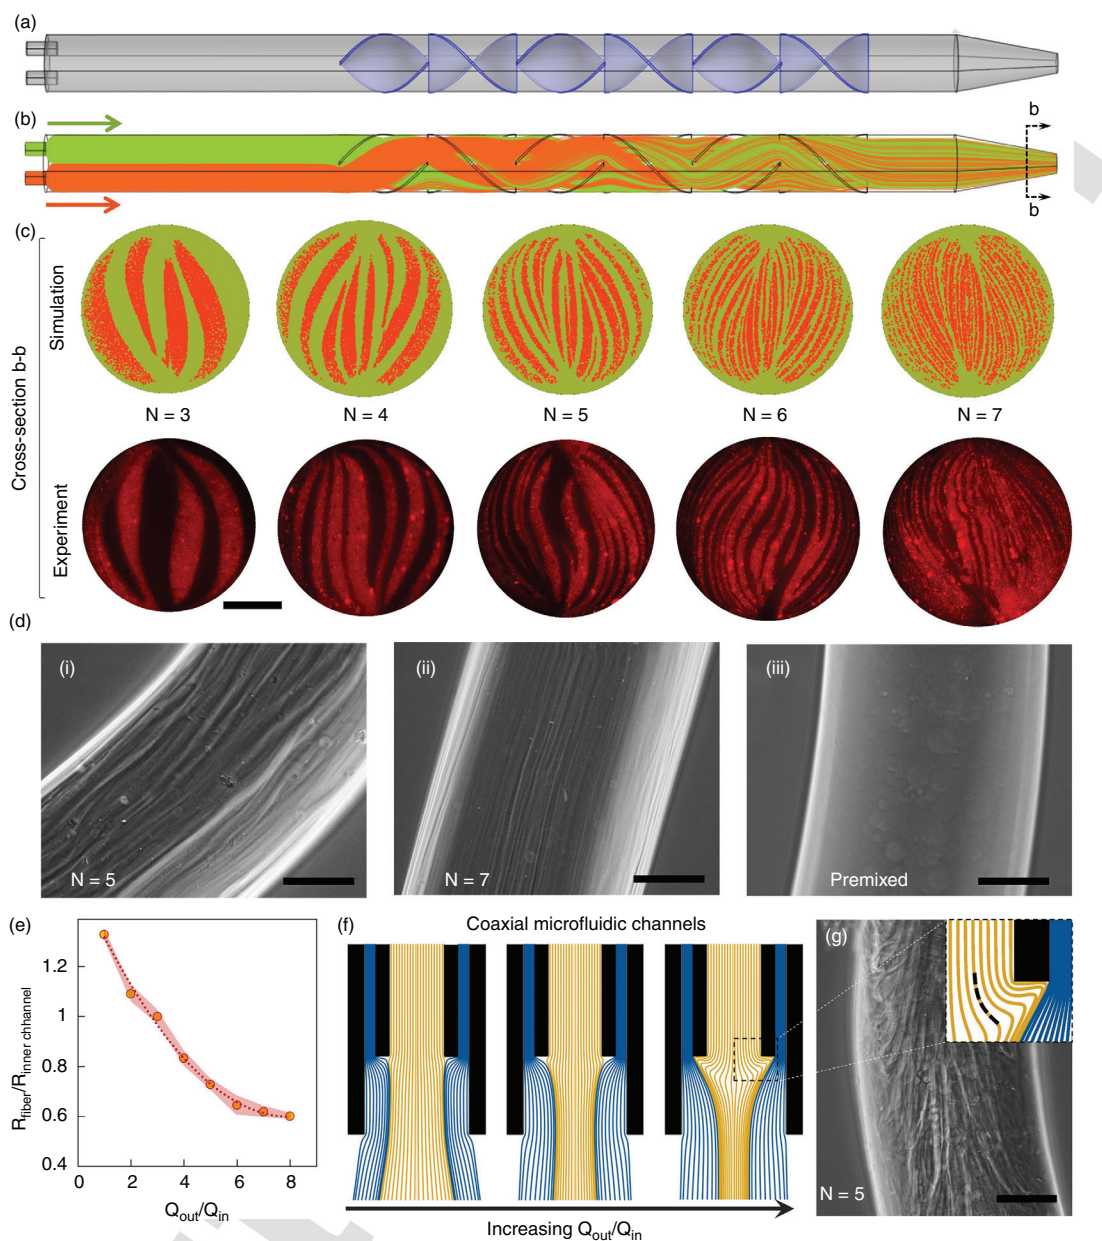 (a)
(b)
b
b
(c)
Cross-section b-b
Simulation
N = 3
N = 4
N = 5
N = 6
N = 7
Experiment
(d)
(i)
N = 5
(ii)
N = 7
(iii)
Premixed
(e)
R_fiber/R_inner chhannel
1.2
1
0.8
0.6
0.4
0
2
4
6
8
Q_out/Q_in
(f)
Coaxial microfluidic channels
Increasing Q_out/Q_in
(g)
N = 5